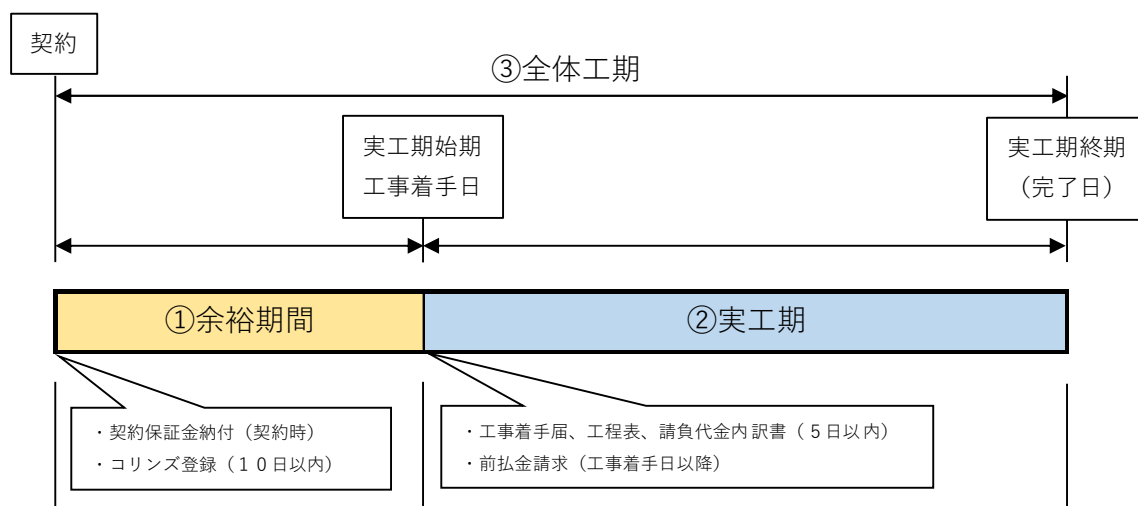 契約
③全体工期
実工期始期
工事着手日
実工期終期
（完了日）
①余裕期間
②実工期
・契約保証金納付（契約時）
・コリンズ登録（１０日以内）
・工事着手届、工程表、請負代金内訳書（５日以内）
・前払金請求（工事着手日以降）